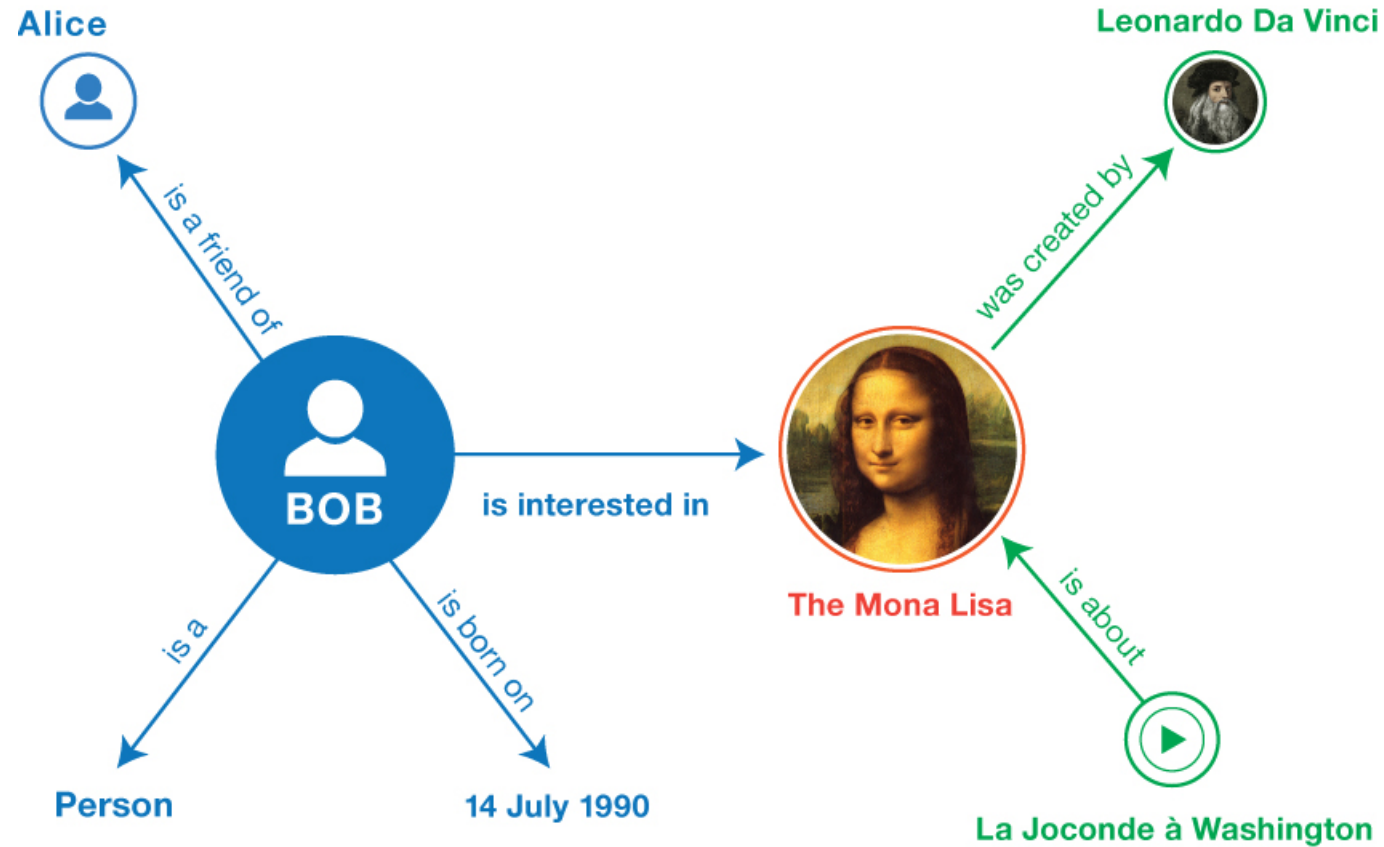 Alice
Leonardo Da Vinci
is a friend of
was created by
BOB
is interested in
The Mona Lisa
is a
is born on
is about
Person
14 July 1990
La Joconde à Washington